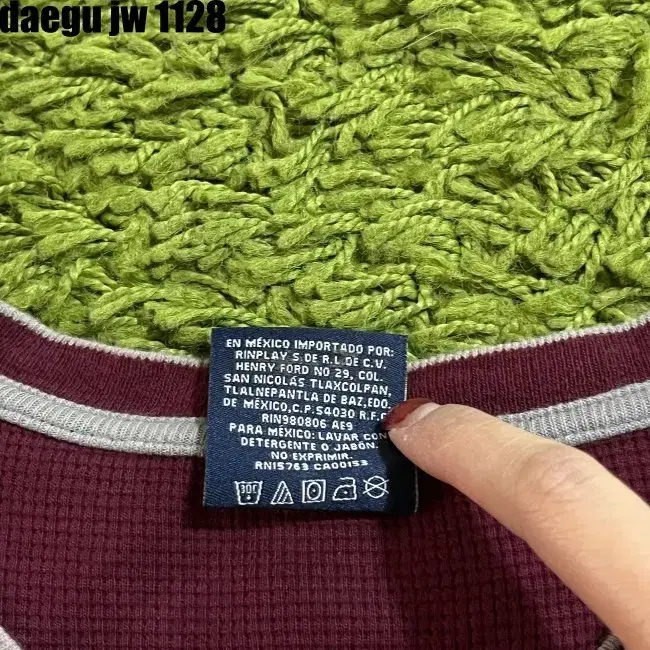 daegu jw 1128
EN MÉXICO IMPORTADO POR:
RINPLAY S DE R.L DE C.V.
HENRY FORD NO 29, COL.
SAN NICOLÁS TLAXCOLPAN,
TLALNEPANTLA DE BAZ,EDO.
DE MÉXICO,C.P. 54030 R.F.C
RIN980806 AE9
PARA MÉXICO: LAVAR CON
DETERGENTE O JABÓN.
NO EXPRIMIR.
RN15763 CA00153
30°